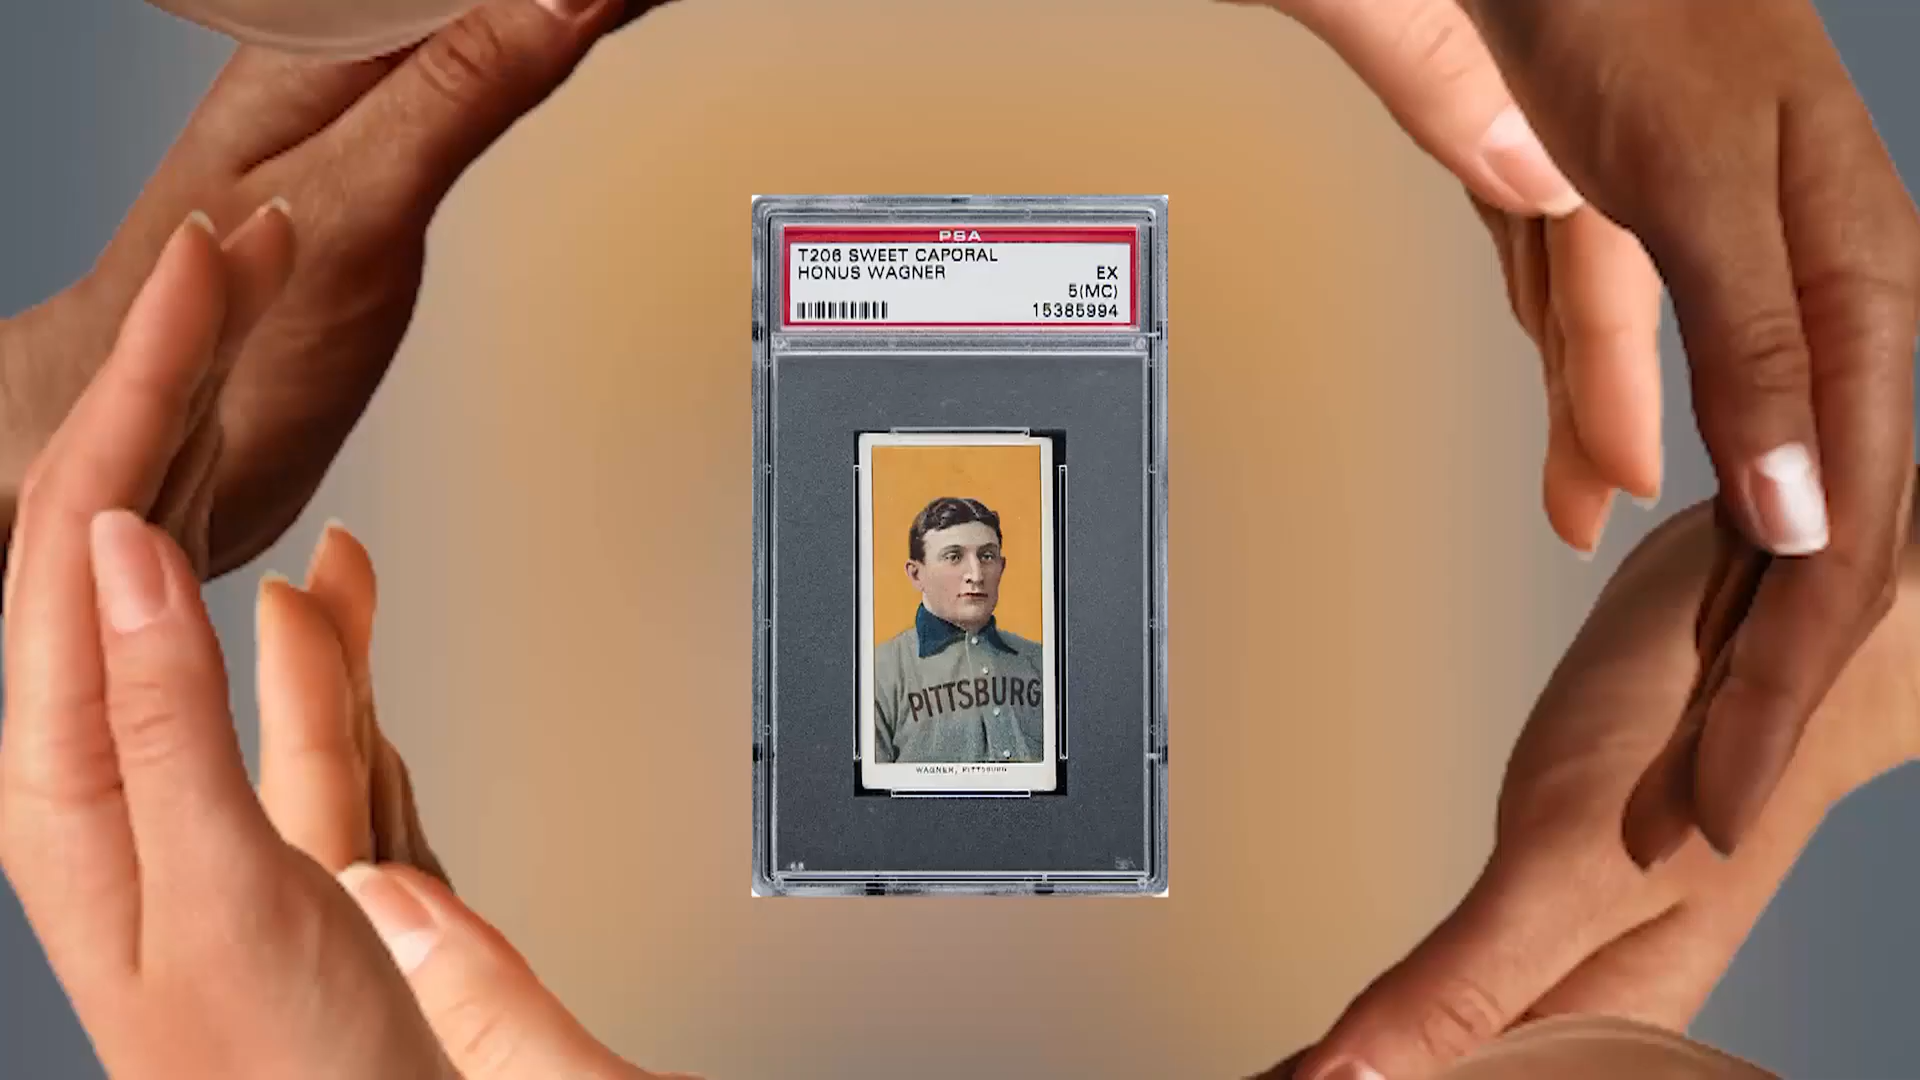 PSA
T206 SWEET CAPORAL
HONUS WAGNER
EX
5(MC)
15385994
PITTSBURG
WAGNER, PITTSBURG